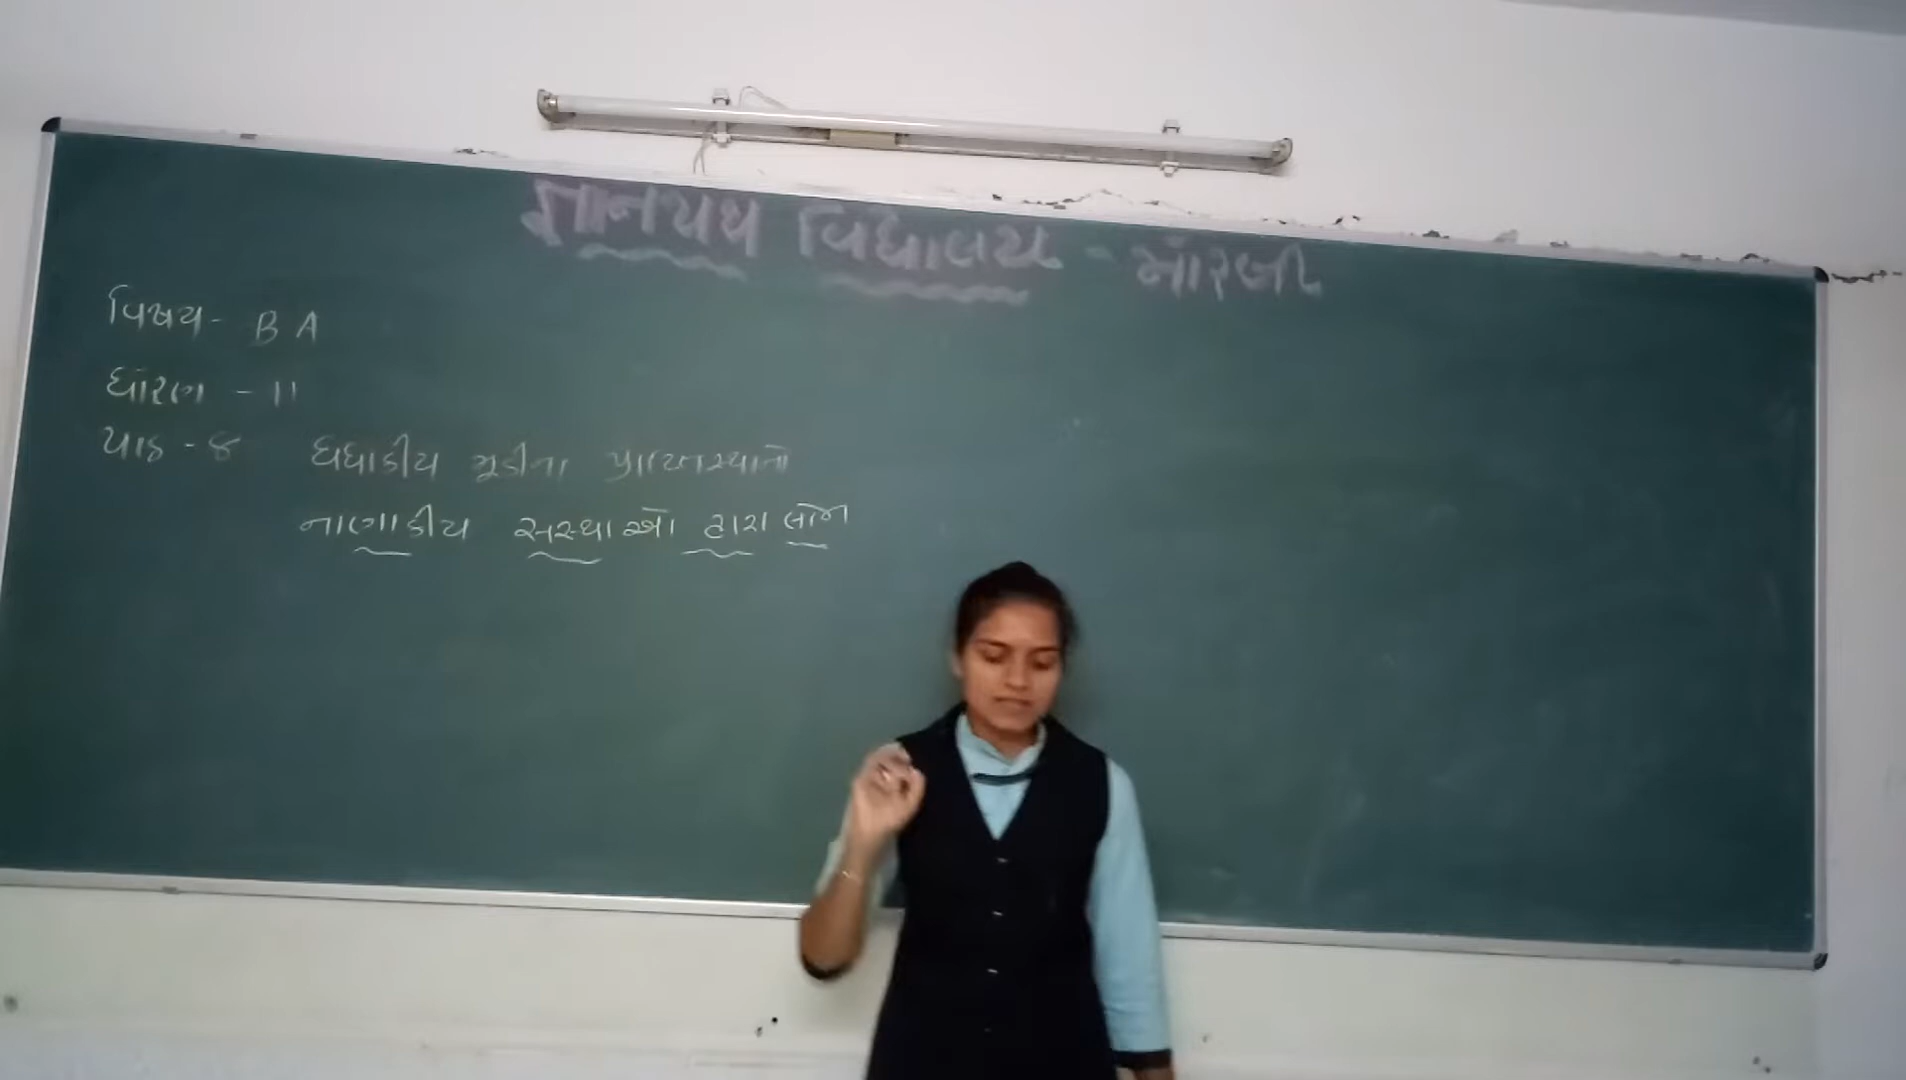 જ્ઞાનપથ વિદ્યાલય - મોરબી
વિષય - B A
ધોરણ - 11
પાઠ - 8 ધંધાકીય મૂડીના પ્રાપ્તિસ્થાનો
નાણાકીય સંસ્થાઓ દ્વારા લોન